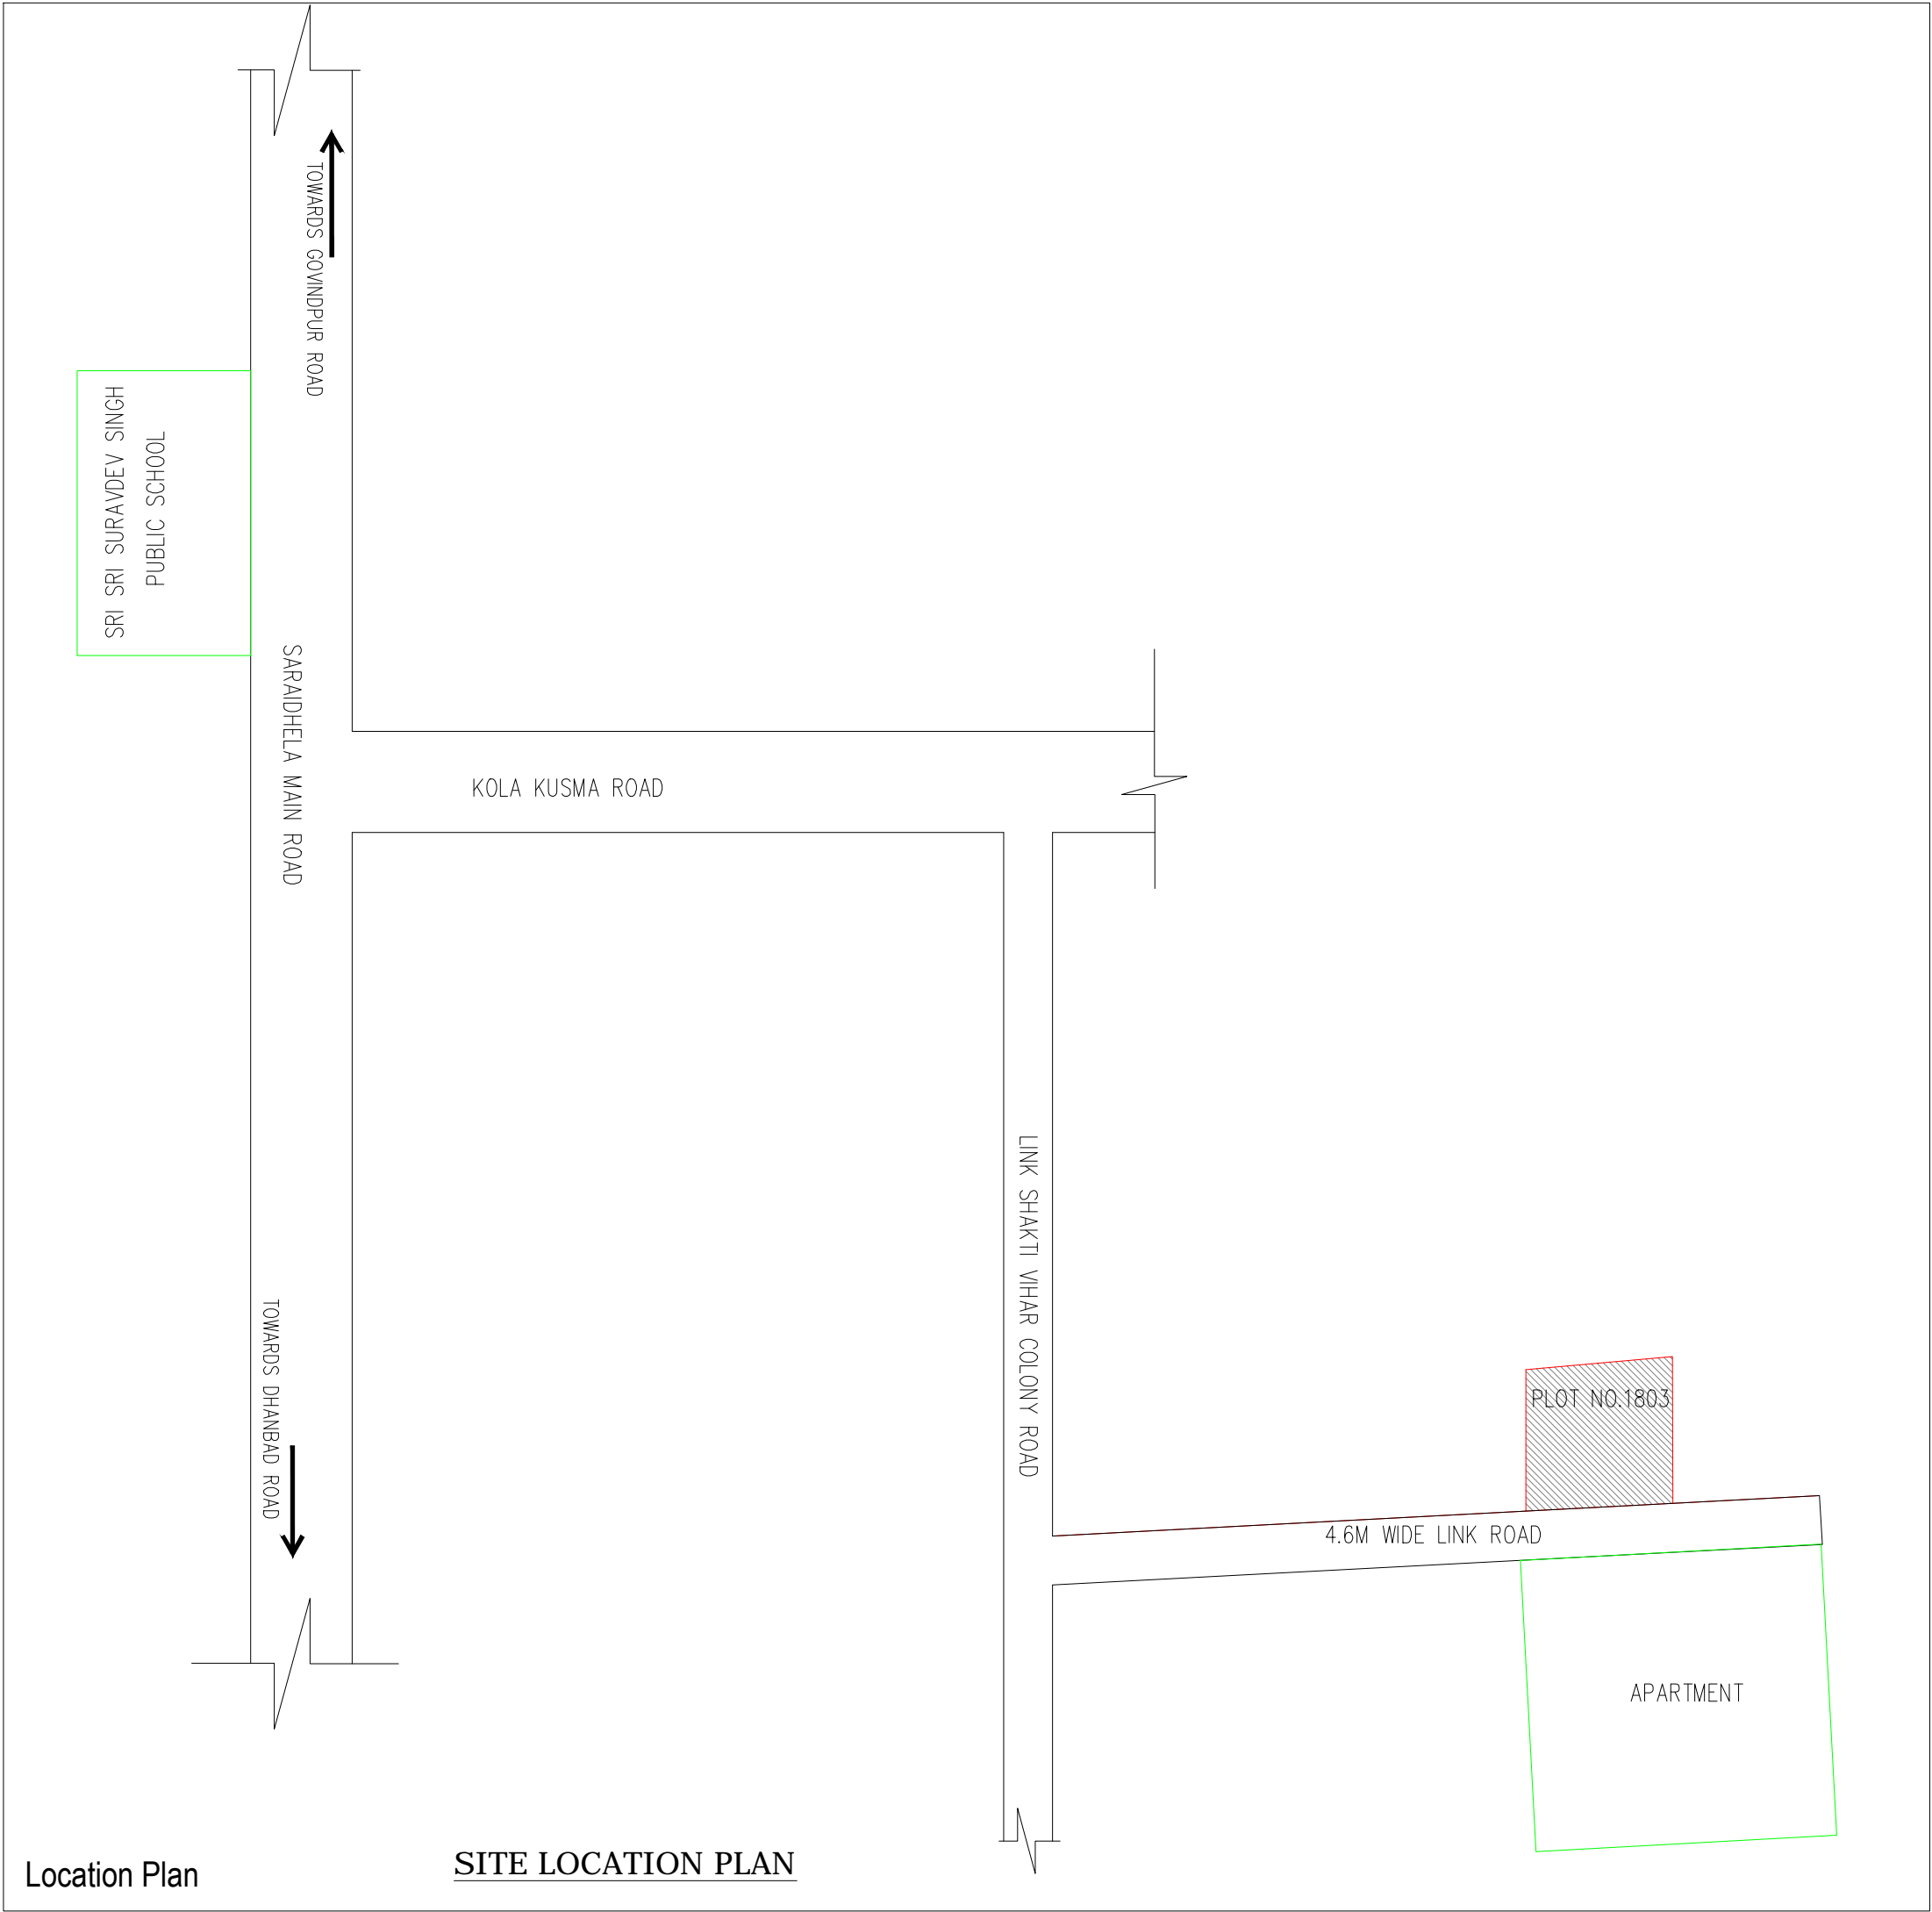 TOWARDS GOVINDPUR ROAD
SRI SRI SURAVDEV SINGH
PUBLIC SCHOOL
SARAIDHELA MAIN ROAD
KOLA KUSMA ROAD
LINK SHAKTI VIHAR COLONY ROAD
TOWARDS DHANBAD ROAD
PLOT NO.1803
4.6M WIDE LINK ROAD
APARTMENT
SITE LOCATION PLAN
Location Plan